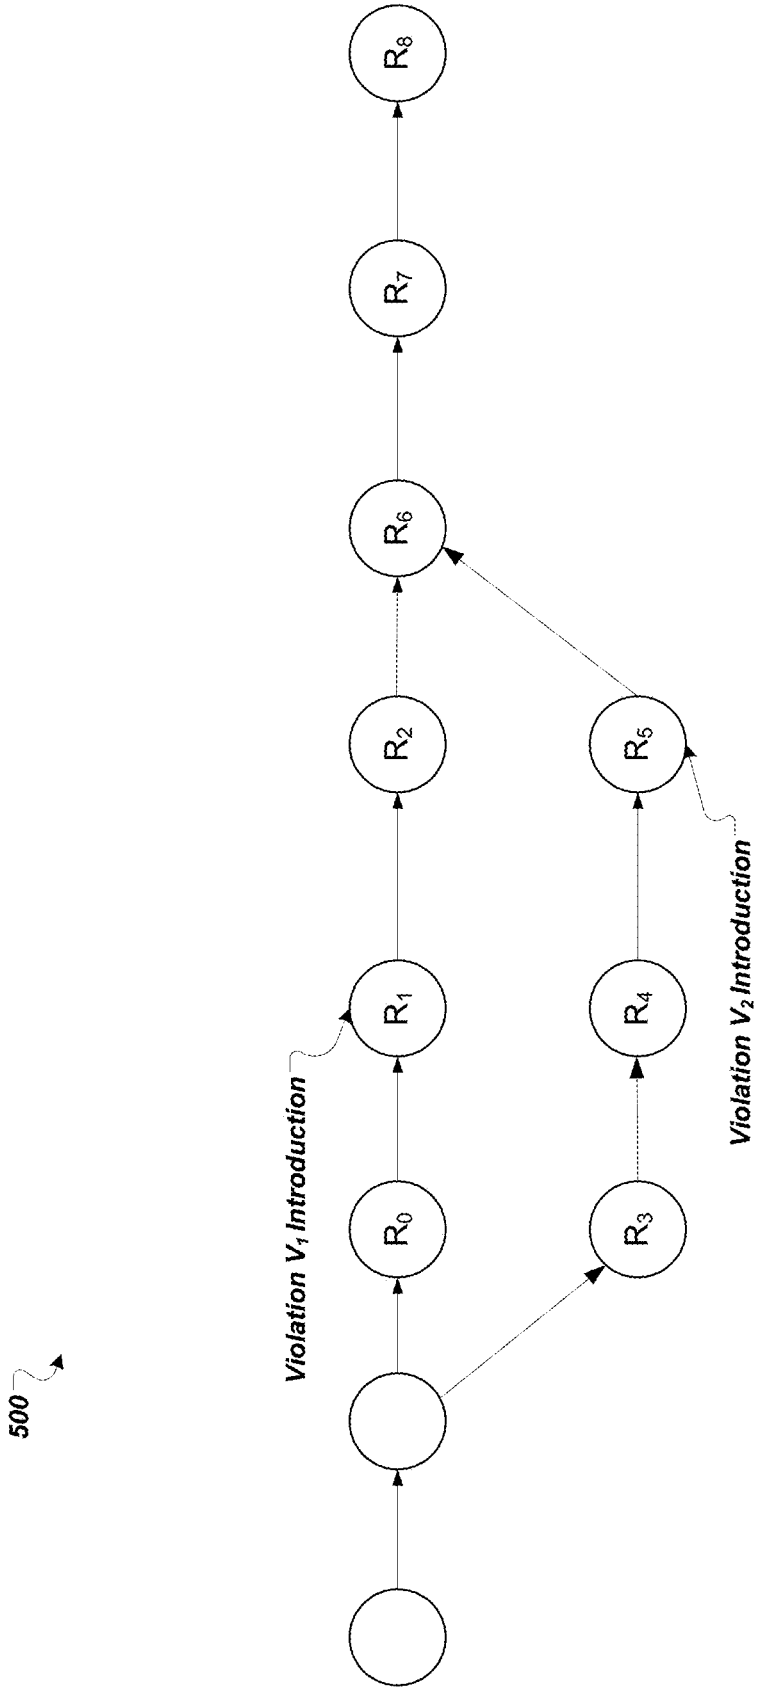 500
Violation V₁ Introduction
R₀
R₁
R₂
R₆
R₇
R₈
R₃
R₄
R₅
Violation V₂ Introduction